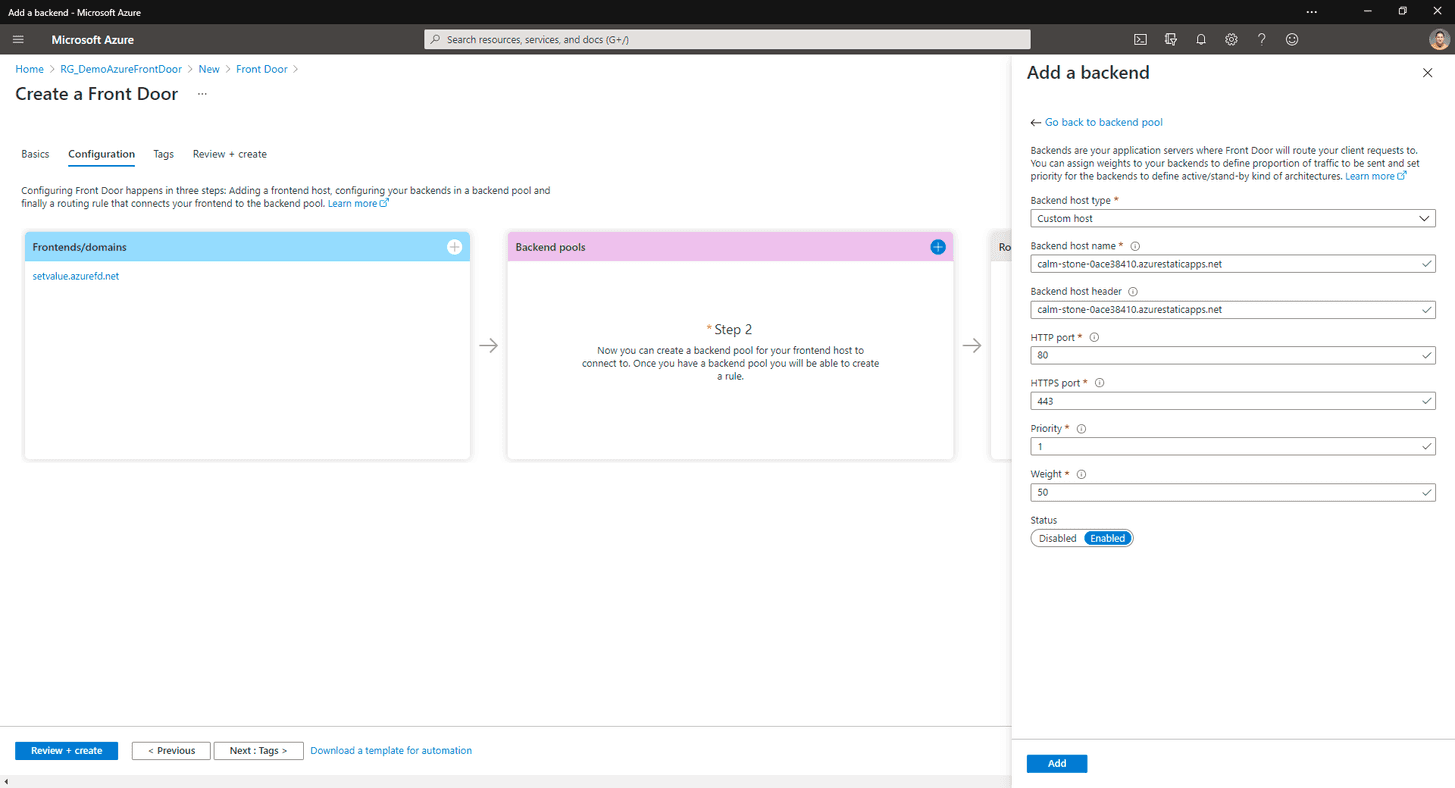 Add a backend - Microsoft Azure
Microsoft Azure
Search resources, services, and docs (G+/)
Home > RG_DemoAzureFrontDoor > New > Front Door >
Create a Front Door
Basics
Configuration
Tags
Review + create
Configuring Front Door happens in three steps: Adding a frontend host, configuring your backends in a backend pool and
finally a routing rule that connects your frontend to the backend pool. Learn more
Frontends/domains
setvalue.azurefd.net
Backend pools
* Step 2
Now you can create a backend pool for your frontend host to
connect to. Once you have a backend pool you will be able to create
a rule.
Ro
Review + create
< Previous
Next : Tags >
Download a template for automation
Add a backend
Go back to backend pool
Backends are your application servers where Front Door will route your client requests to.
You can assign weights to your backends to define proportion of traffic to be sent and set
priority for the backends to define active/stand-by kind of architectures. Learn more
Backend host type *
Custom host
Backend host name *
calm-stone-0ace38410.azurestaticapps.net
Backend host header
calm-stone-0ace38410.azurestaticapps.net
HTTP port *
80
HTTPS port *
443
Priority *
1
Weight *
50
Status
Disabled Enabled
Add